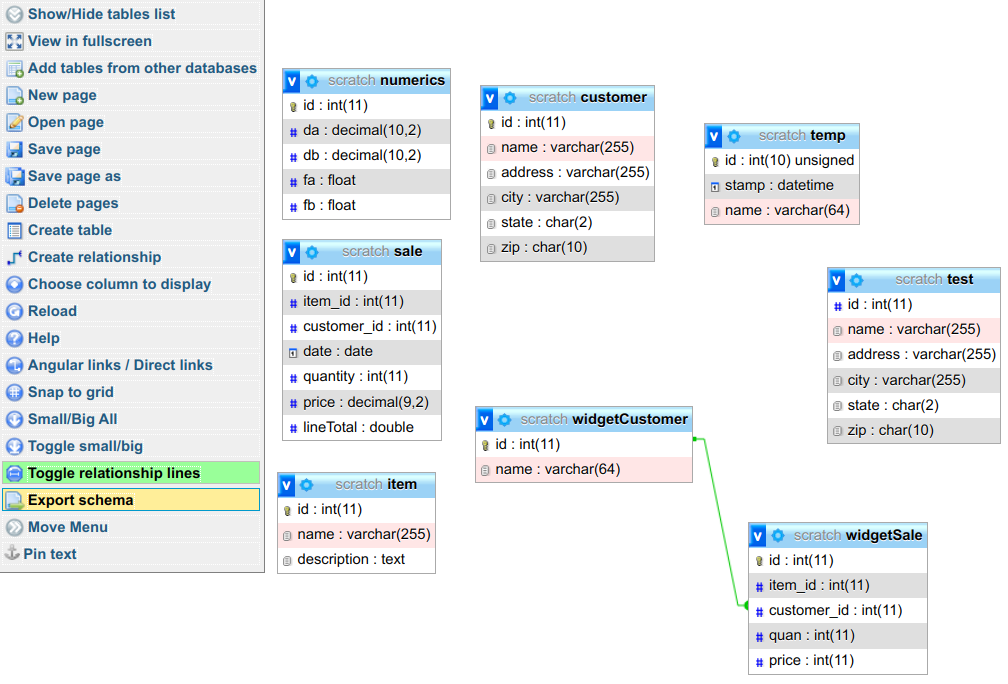 Show/Hide tables list
View in fullscreen
Add tables from other databases
New page
Open page
Save page
Save page as
Delete pages
Create table
Create relationship
Choose column to display
Reload
Help
Angular links / Direct links
Snap to grid
Small/Big All
Toggle small/big
Toggle relationship lines
Export schema
Move Menu
Pin text
v scratch numerics
id : int(11)
# da : decimal(10,2)
# db : decimal(10,2)
# fa : float
# fb : float
v scratch sale
id : int(11)
# item_id : int(11)
# customer_id : int(11)
date : date
# quantity : int(11)
# price : decimal(9,2)
# lineTotal : double
v scratch item
id : int(11)
name : varchar(255)
description : text
v scratch customer
id : int(11)
name : varchar(255)
address : varchar(255)
city : varchar(255)
state : char(2)
zip : char(10)
v scratch widgetCustomer
id : int(11)
name : varchar(64)
v scratch temp
id : int(10) unsigned
stamp : datetime
name : varchar(64)
v scratch test
# id : int(11)
name : varchar(255)
address : varchar(255)
city : varchar(255)
state : char(2)
zip : char(10)
v scratch widgetSale
id : int(11)
# item_id : int(11)
# customer_id : int(11)
# quan : int(11)
# price : int(11)